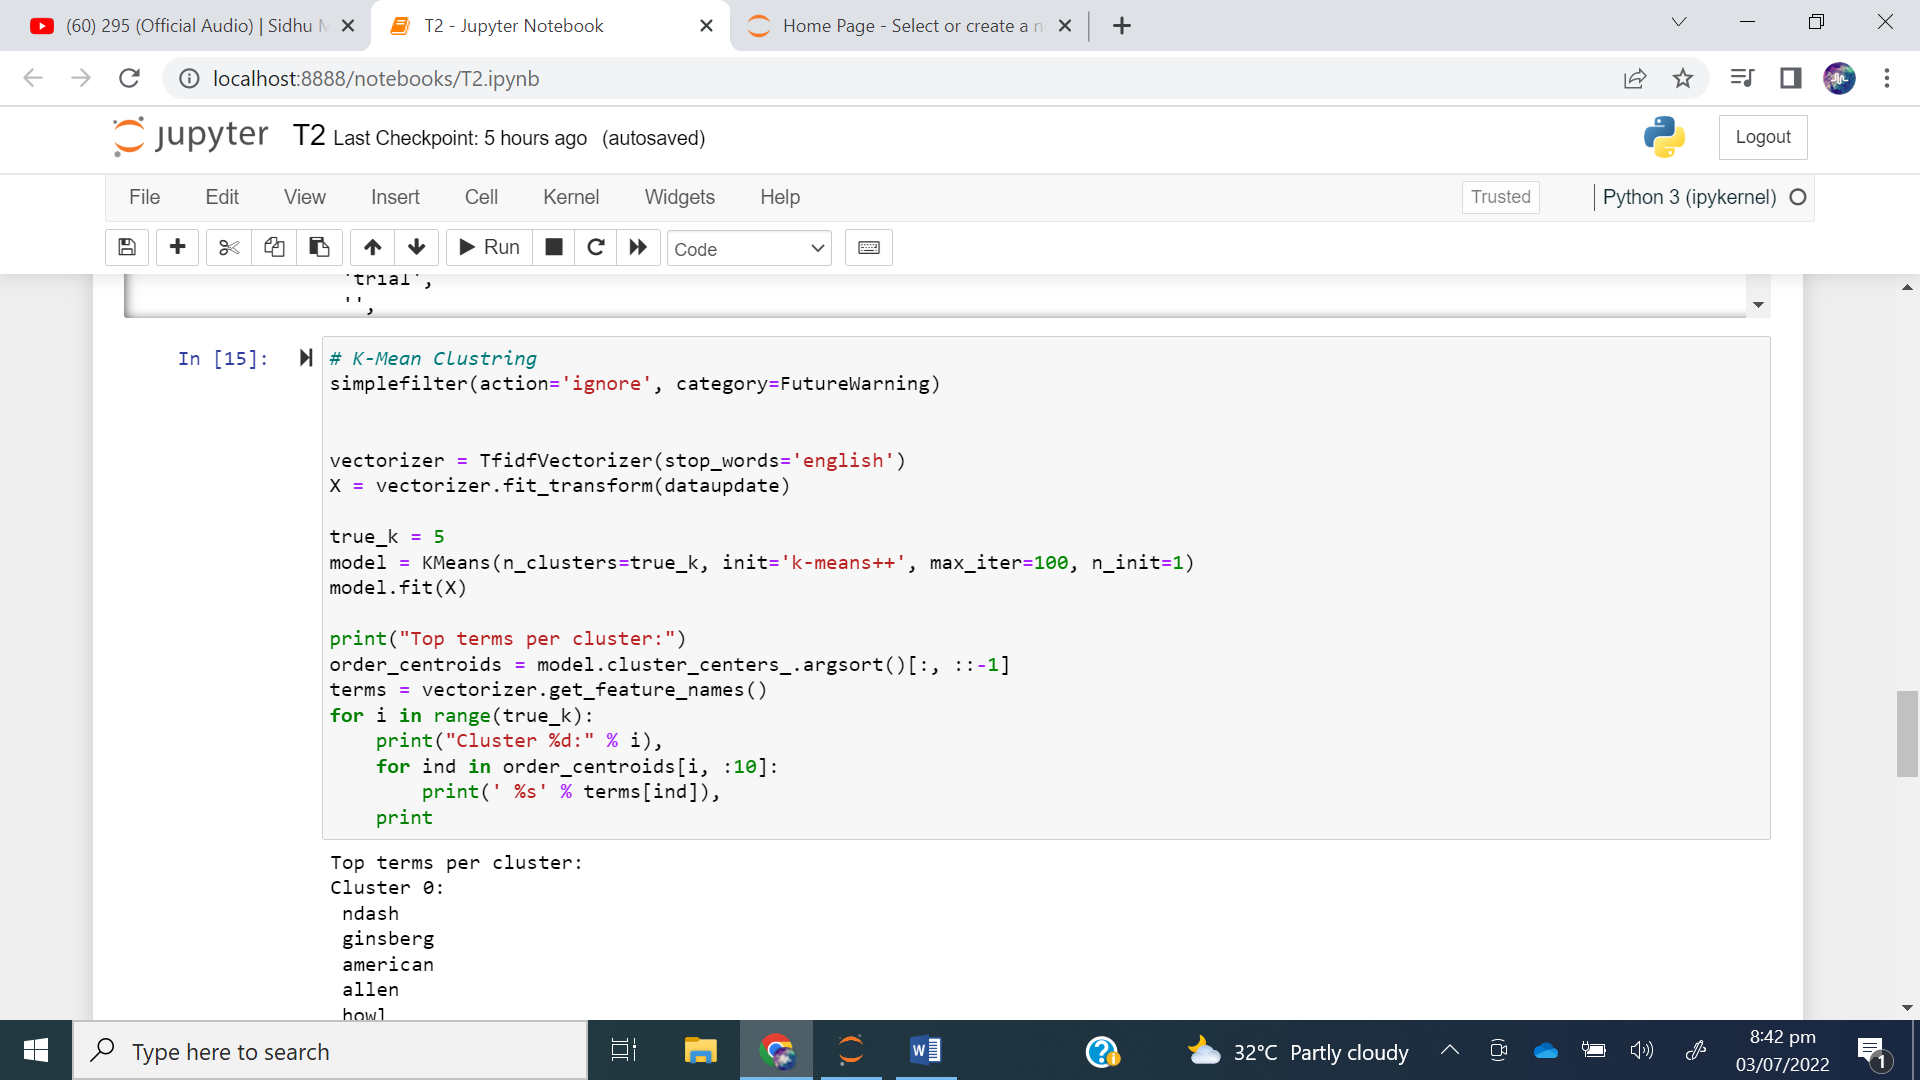 (60) 295 (Official Audio) | Sidhu M
T2 - Jupyter Notebook
Home Page - Select or create a n
localhost:8888/notebooks/T2.ipynb
jupyter T2 Last Checkpoint: 5 hours ago (autosaved)
Logout
File Edit View Insert Cell Kernel Widgets Help
Trusted
Python 3 (ipykernel)
Run
Code
'trial',
'',
In [15]:
# K-Mean Clustring
simplefilter(action='ignore', category=FutureWarning)
vectorizer = TfidfVectorizer(stop_words='english')
X = vectorizer.fit_transform(dataupdate)
true_k = 5
model = KMeans(n_clusters=true_k, init='k-means++', max_iter=100, n_init=1)
model.fit(X)
print("Top terms per cluster:")
order_centroids = model.cluster_centers_.argsort()[:, ::-1]
terms = vectorizer.get_feature_names()
for i in range(true_k):
    print("Cluster %d:" % i),
    for ind in order_centroids[i, :10]:
        print(' %s' % terms[ind]),
    print
Top terms per cluster:
Cluster 0:
 ndash
 ginsberg
 american
 allen
 howl
Type here to search
32°C Partly cloudy
8:42 pm
03/07/2022
1